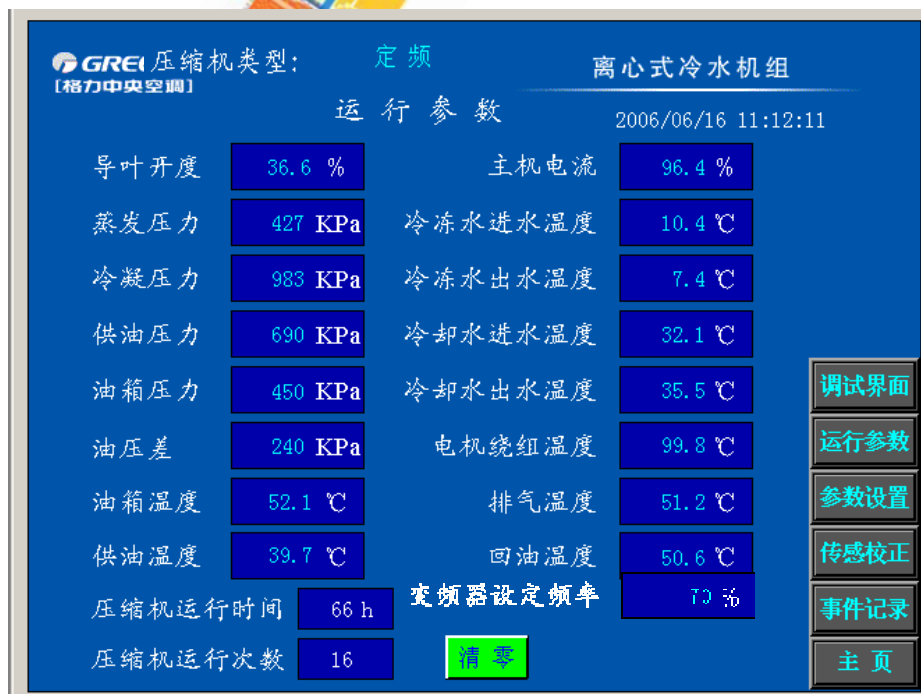 GREE 压缩机类型: 定频 离心式冷水机组
[格力中央空调]
运行参数 2006/06/16 11:12:11
导叶开度 36.6 % 主机电流 96.4 %
蒸发压力 427 KPa 冷冻水进水温度 10.4 ℃
冷凝压力 983 KPa 冷冻水出水温度 7.4 ℃
供油压力 690 KPa 冷却水进水温度 32.1 ℃
油箱压力 450 KPa 冷却水出水温度 35.5 ℃ 调试界面
油压差 240 KPa 电机绕组温度 99.8 ℃ 运行参数
油箱温度 52.1 ℃ 排气温度 51.2 ℃ 参数设置
供油温度 39.7 ℃ 回油温度 50.6 ℃ 传感校正
压缩机运行时间 66 h 变频器设定频率 % 事件记录
压缩机运行次数 16 清零 主页